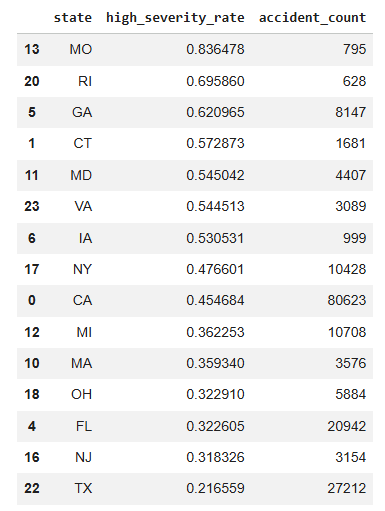 state high_severity_rate accident_count
13 MO 0.836478 795
20 RI 0.695860 628
5 GA 0.620965 8147
1 CT 0.572873 1681
11 MD 0.545042 4407
23 VA 0.544513 3089
6 IA 0.530531 999
17 NY 0.476601 10428
0 CA 0.454684 80623
12 MI 0.362253 10708
10 MA 0.359340 3576
18 OH 0.322910 5884
4 FL 0.322605 20942
16 NJ 0.318326 3154
22 TX 0.216559 27212